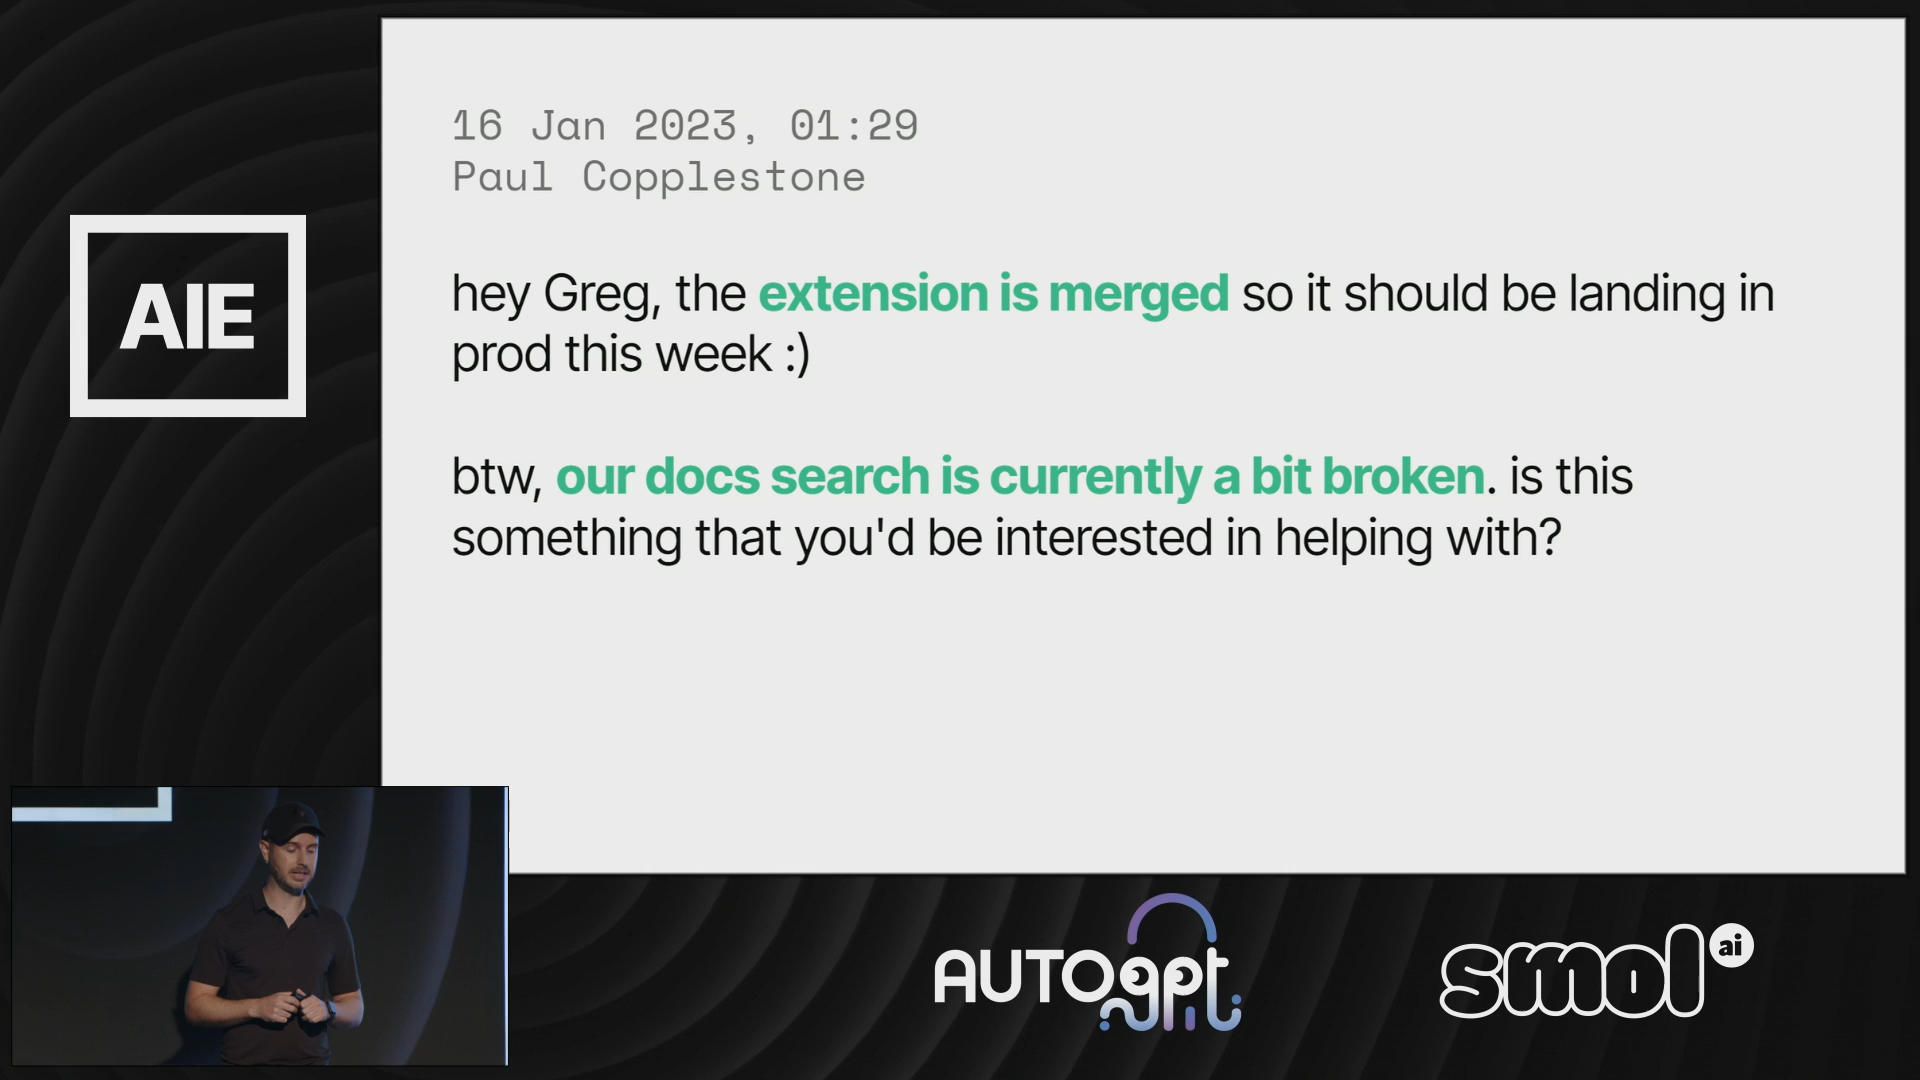 16 Jan 2023, 01:29
Paul Copplestone
hey Greg, the extension is merged so it should be landing in
prod this week :)
btw, our docs search is currently a bit broken. is this
something that you'd be interested in helping with?
AIE
AUTOgpt
smol ai